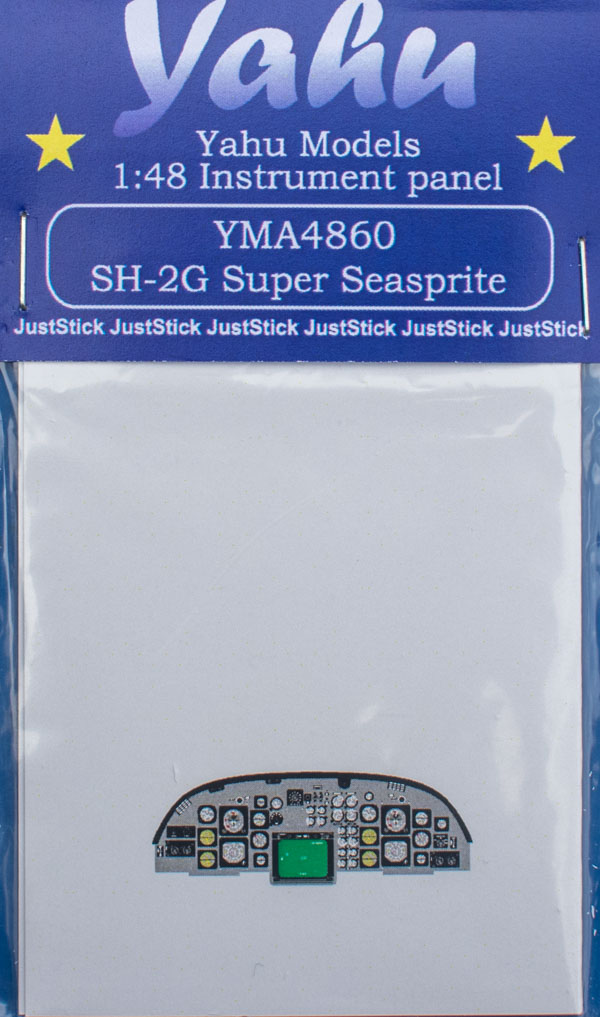 Yahu
Yahu Models
1:48 Instrument panel
YMA4860
SH-2G Super Seasprite
JustStick JustStick JustStick JustStick JustStick JustStick